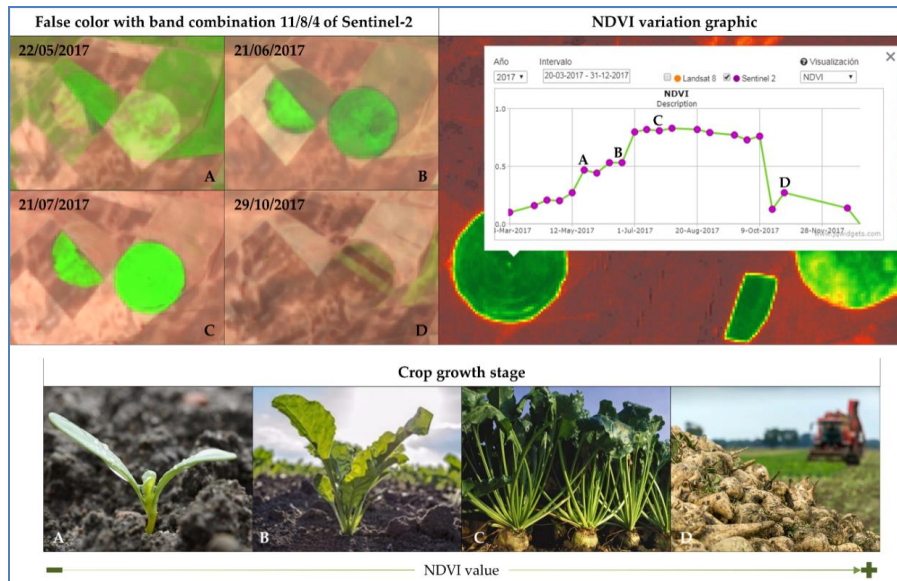 False color with band combination 11/8/4 of Sentinel-2
NDVI variation graphic
22/05/2017
A
21/06/2017
B
21/07/2017
C
29/10/2017
D
Año
2017
Intervalo
20-03-2017 - 31-12-2017
Landsat 8
Sentinel 2
Visualización
NDVI
NDVI
Description
1.0
0.5
0.0
A
B
C
D
-Mar-2017 12-May-2017 1-Jul-2017 20-Aug-2017 9-Oct-2017 28-Nov-2017
Crop growth stage
A
B
C
D
NDVI value